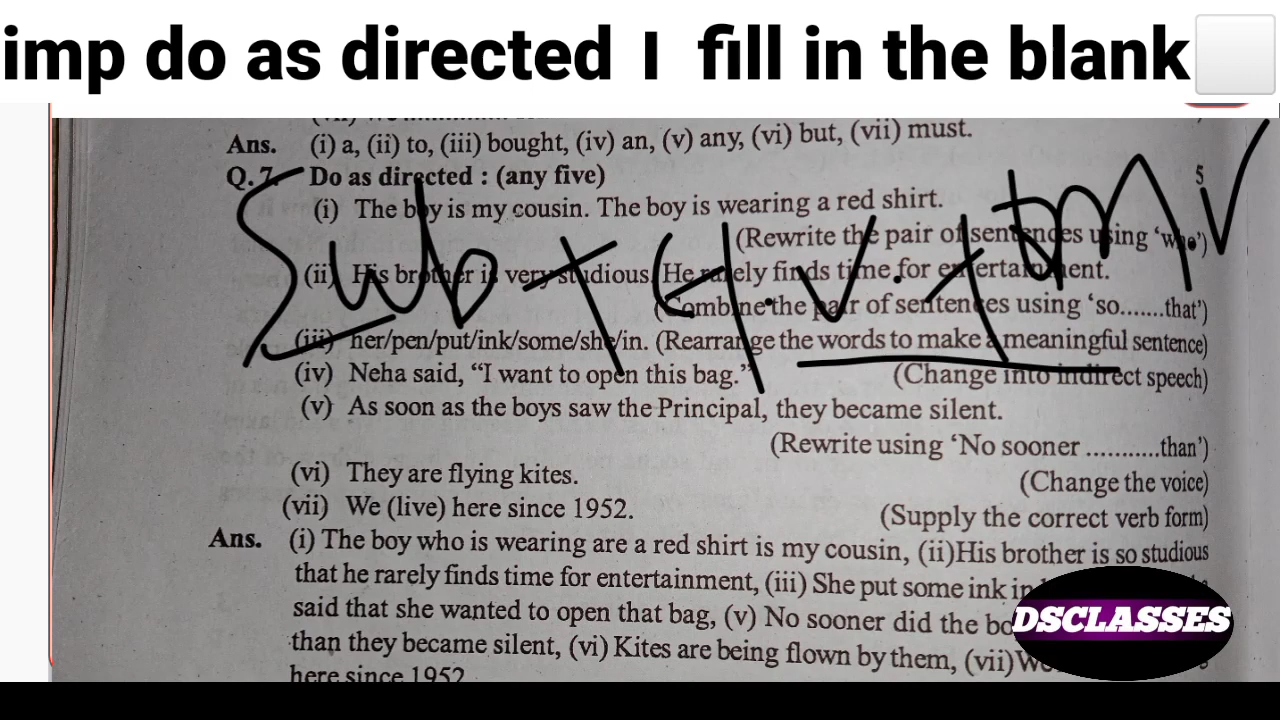 imp do as directed I fill in the blank
Ans. (i) a, (ii) to, (iii) bought, (iv) an, (v) any, (vi) but, (vii) must.
Q. 7. Do as directed : (any five) 5
(i) The boy is my cousin. The boy is wearing a red shirt.
(Rewrite the pair of sentences using ‘who’)
(ii) His brother is very studious. He rarely finds time for entertainment.
(Combine the pair of sentences using ‘so.......that’)
(iii) her/pen/put/ink/some/she/in. (Rearrange the words to make a meaningful sentence)
(iv) Neha said, “I want to open this bag.” (Change into indirect speech)
(v) As soon as the boys saw the Principal, they became silent.
(Rewrite using ‘No sooner ...........than’)
(vi) They are flying kites. (Change the voice)
(vii) We (live) here since 1952. (Supply the correct verb form)
Ans. (i) The boy who is wearing are a red shirt is my cousin, (ii)His brother is so studious
that he rarely finds time for entertainment, (iii) She put some ink in
said that she wanted to open that bag, (v) No sooner did the
than they became silent, (vi) Kites are being flown by them, (vii)
here since 1952
Sub + H.V. +
DSCLASSES